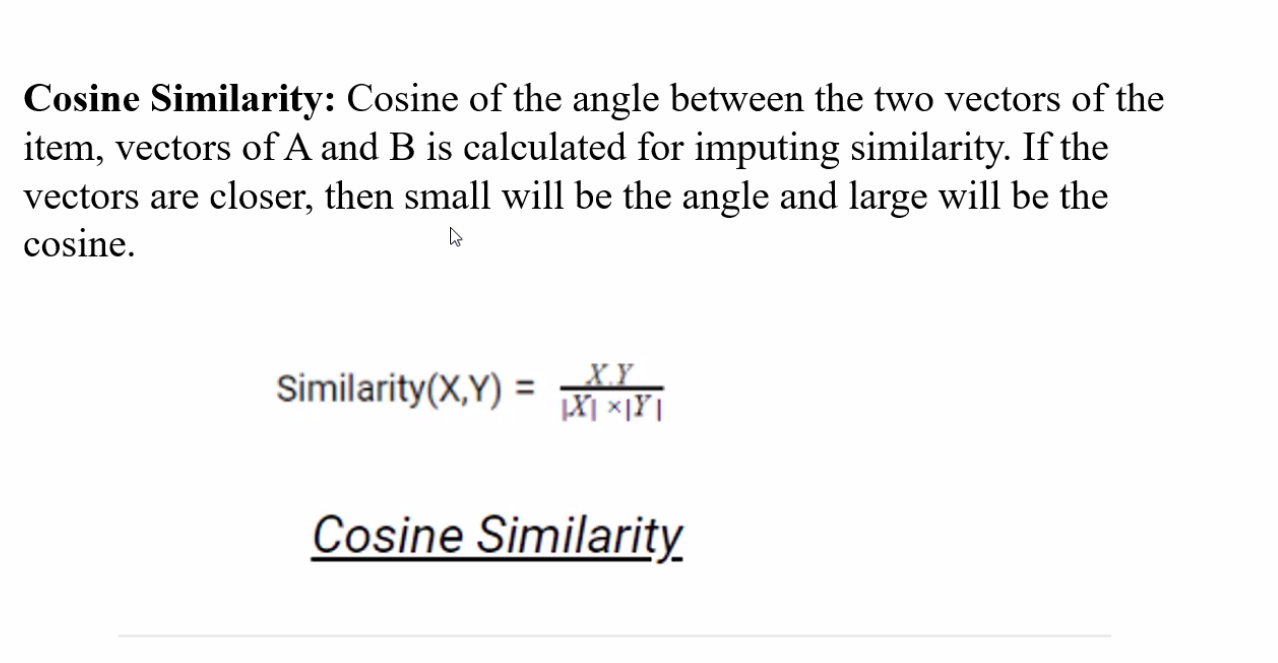 Cosine Similarity: Cosine of the angle between the two vectors of the
item, vectors of A and B is calculated for imputing similarity. If the
vectors are closer, then small will be the angle and large will be the
cosine.
Similarity(X,Y) = X.Y / |X| ×|Y|
Cosine Similarity